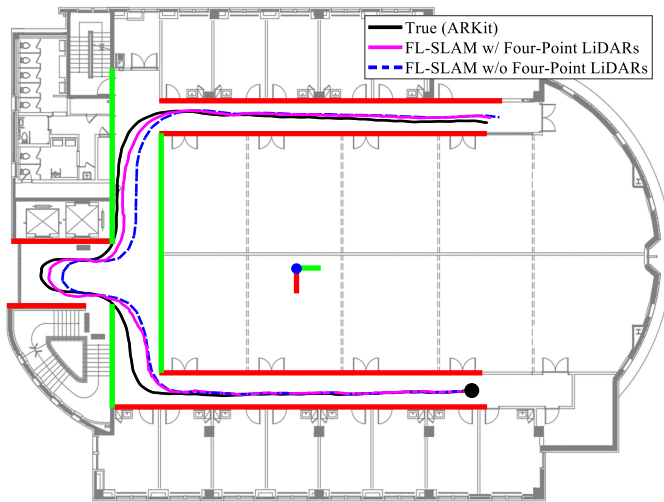 True (ARKit)
FL-SLAM w/ Four-Point LiDARs
FL-SLAM w/o Four-Point LiDARs